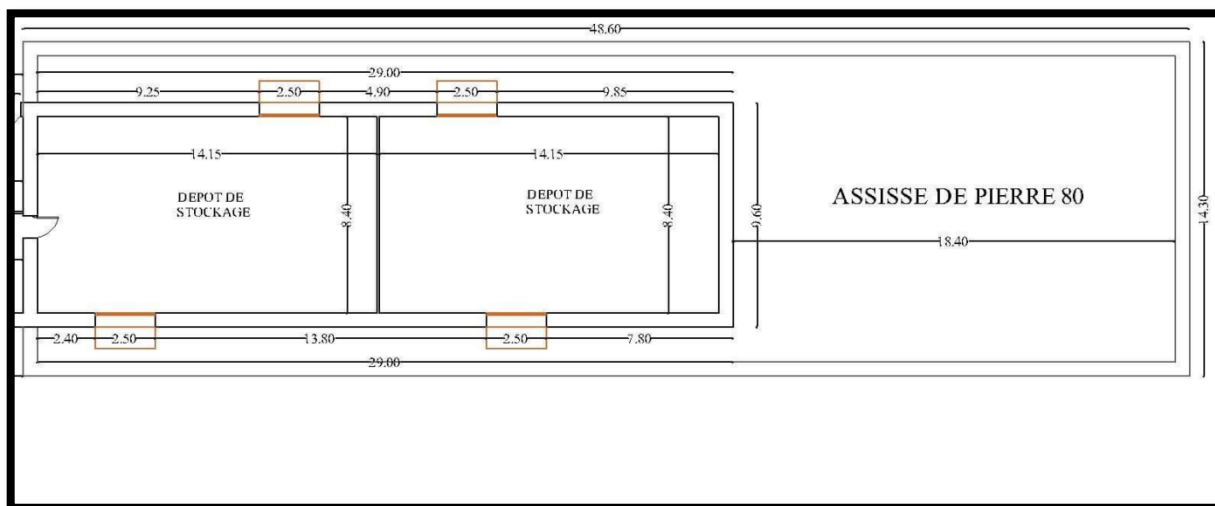 48.60
29.00
9.25 2.50 4.90 2.50 9.85
14.15 14.15
DEPOT DE
STOCKAGE
8.40
DEPOT DE
STOCKAGE
8.40
9.60
ASSISSE DE PIERRE 80
18.40
14.30
2.40 2.50 13.80 2.50 7.80
29.00